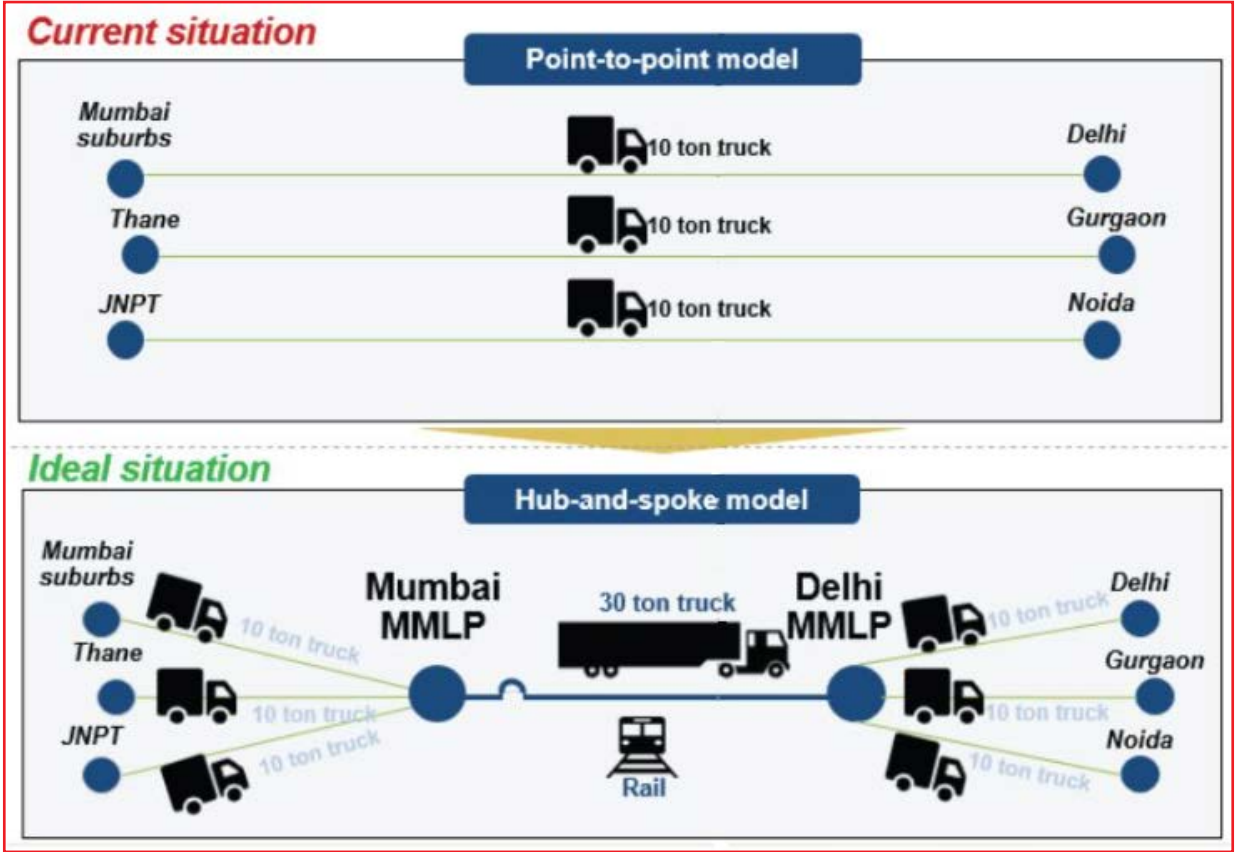 Current situation
Point-to-point model
Mumbai
suburbs
10 ton truck
Delhi
Thane
10 ton truck
Gurgaon
JNPT
10 ton truck
Noida
Ideal situation
Hub-and-spoke model
Mumbai
suburbs
10 ton truck
Thane
10 ton truck
JNPT
10 ton truck
Mumbai
MMLP
30 ton truck
Rail
Delhi
MMLP
10 ton truck
Delhi
10 ton truck
Gurgaon
10 ton truck
Noida